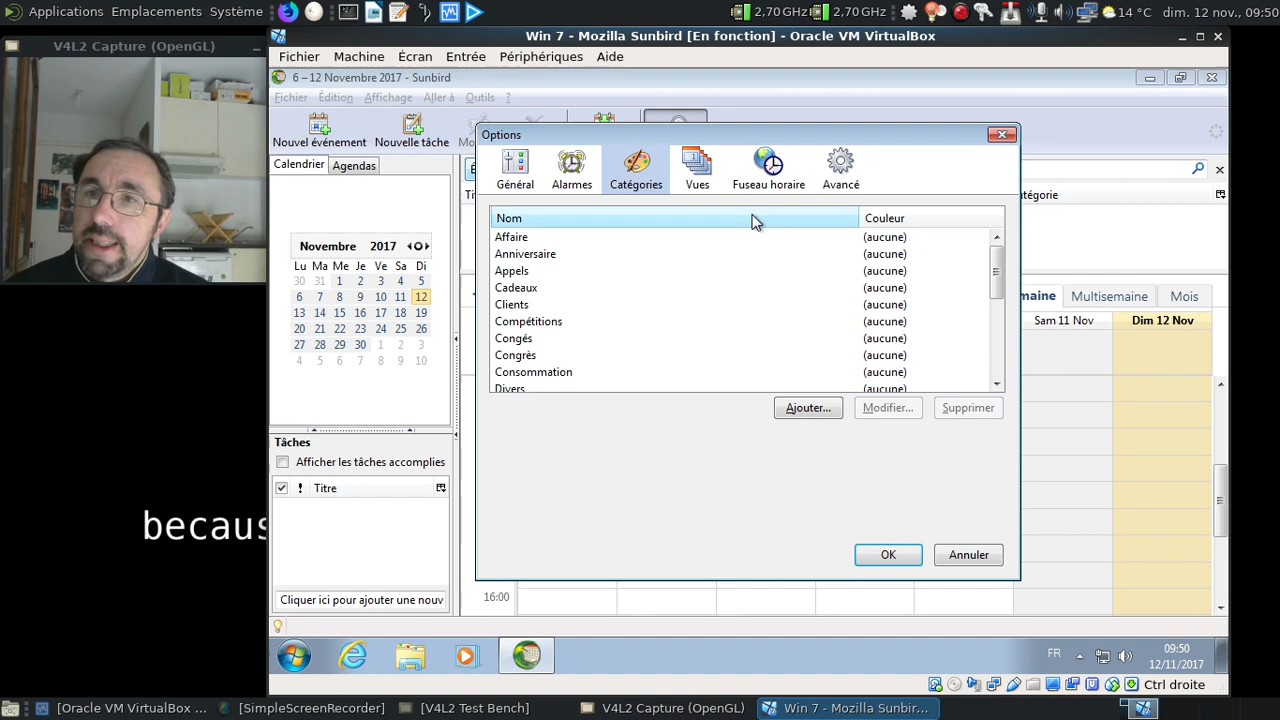 Applications Emplacements Système 2,70 GHz 2,70 GHz 14 °C dim. 12 nov., 09:50
V4L2 Capture (OpenGL)
Win 7 - Mozilla Sunbird [En fonction] - Oracle VM VirtualBox
Fichier Machine Écran Entrée Périphériques Aide
6 – 12 Novembre 2017 - Sunbird
Fichier Édition Affichage Aller à Outils ?
Nouvel événement Nouvelle tâche
Options
Général Alarmes Catégories Vues Fuseau horaire Avancé
Calendrier Agendas
Novembre 2017
Lu Ma Me Je Ve Sa Di
30 31 1 2 3 4 5
6 7 8 9 10 11 12
13 14 15 16 17 18 19
20 21 22 23 24 25 26
27 28 29 30 1 2 3
4 5 6 7 8 9 10
Tâches
Afficher les tâches accomplies
! Titre
Cliquer ici pour ajouter une nouv
Nom Couleur
Affaire (aucune)
Anniversaire (aucune)
Appels (aucune)
Cadeaux (aucune)
Clients (aucune)
Compétitions (aucune)
Congés (aucune)
Congrès (aucune)
Consommation (aucune)
Divers (aucune)
Ajouter... Modifier... Supprimer
OK Annuler
Multisemaine Mois
Sam 11 Nov Dim 12 Nov
16:00
becaus
FR 09:50
12/11/2017
Ctrl droite
[Oracle VM VirtualBox ... [SimpleScreenRecorder] [V4L2 Test Bench] V4L2 Capture (OpenGL) Win 7 - Mozilla Sunbir...